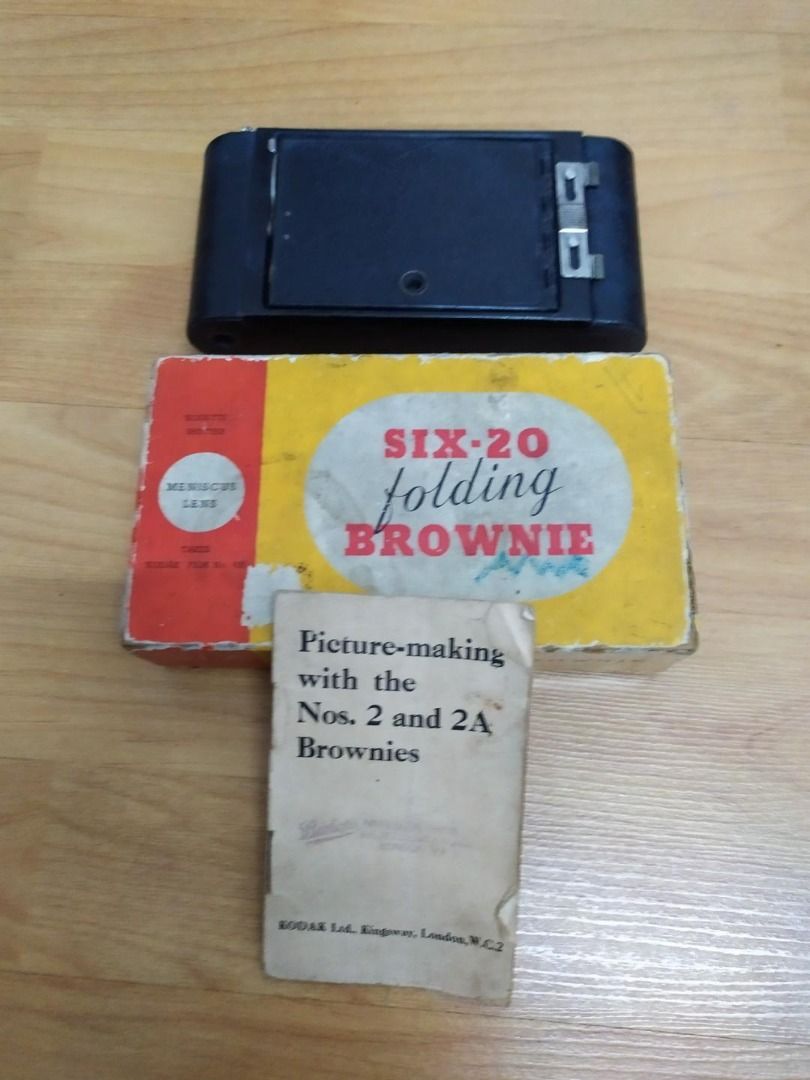 MENISCUS
LENS
SIX-20
folding
BROWNIE
Picture-making
with the
Nos. 2 and 2A
Brownies
KODAK Ltd., Kingsway, London, W.C.2